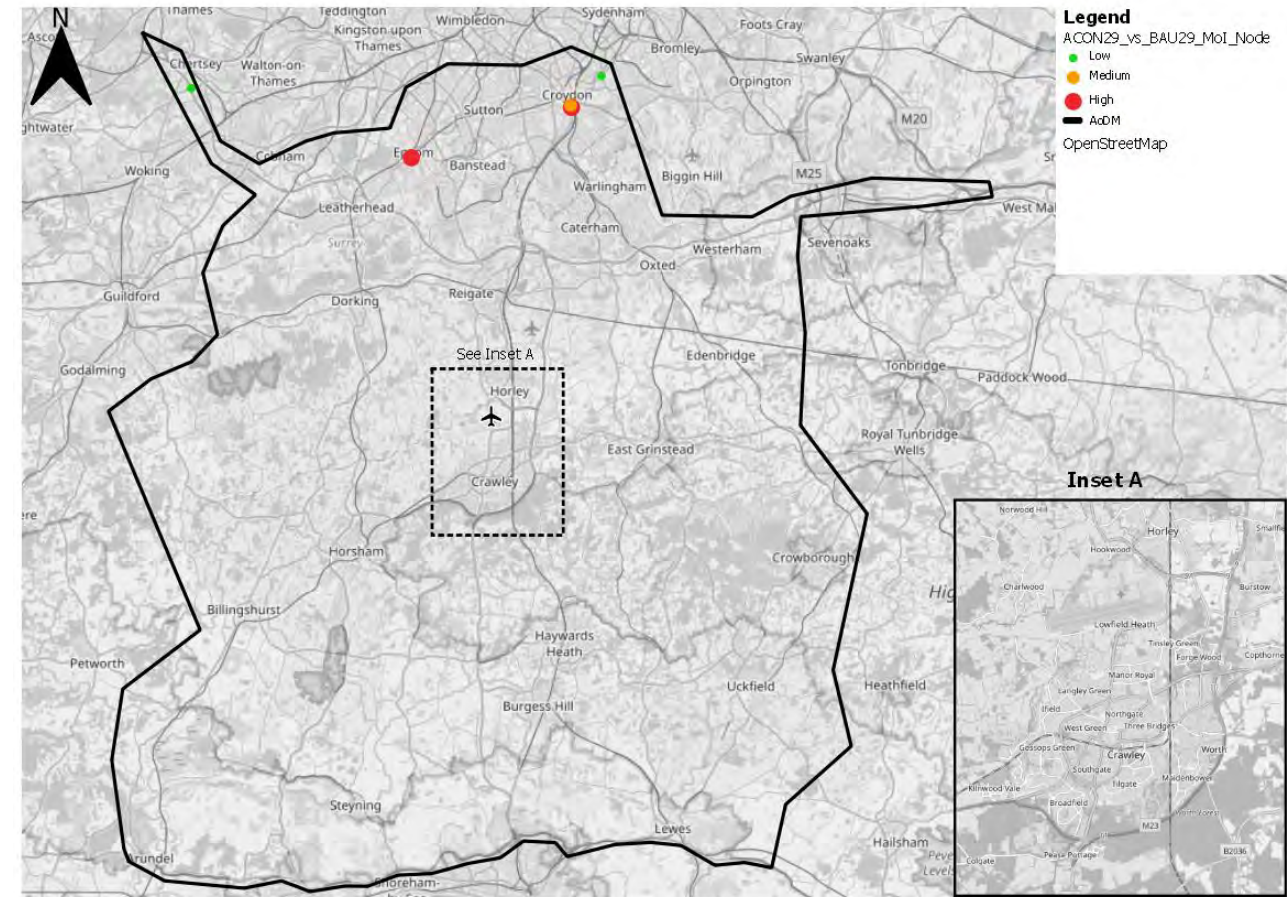 N
Thames
Teddington
Wimbledon
Sydenham
Foots Cray
Kingston upon
Thames
Chertsey
Walton-on-
Thames
Bromley
Swanley
Orpington
Croydon
Sutton
M20
Cobham
Banstead
Woking
Biggin Hill
M25
Warlingham
Leatherhead
Surrey
Caterham
Westerham
Sevenoaks
Oxted
Guildford
Dorking
Reigate
See Inset A
Edenbridge
Godalming
Tonbridge
Paddock Wood
Horley
Royal Tunbridge
Wells
East Grinstead
Crawley
Horsham
Crowborough
Billingshurst
Haywards
Heath
Petworth
Uckfield
Heathfield
Burgess Hill
Steyning
Lewes
Hailsham
Arundel
Legend
ACON29_vs_BAU29_MoI_Node
Low
Medium
High
AoDM
OpenStreetMap
Inset A
Norwood Hill
Horley
Hookwood
Charlwood
Burstow
Lowfield Heath
Tinsley Green
Forge Wood
Copthorne
Manor Royal
Langley Green
Ifield
Northgate
West Green
Three Bridges
Gossops Green
Crawley
Worth
Southgate
Maidenbower
Tilgate
Kilnwood Vale
Broadfield
Worth Forest
M23
B2036
Pease Pottage
Colgate